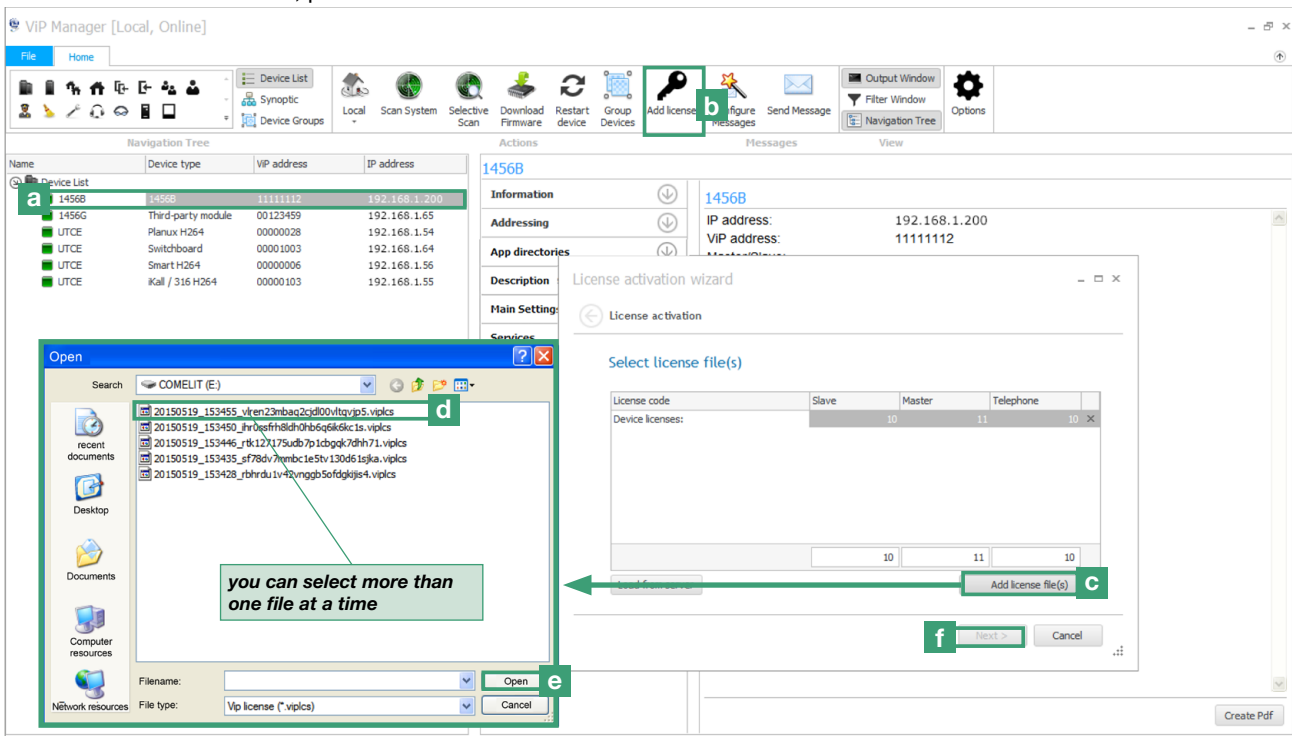 ViP Manager [Local, Online]
File Home
Device List
Synoptic
Device Groups
Local
Scan System
Selective Scan
Download Firmware
Restart device
Group Devices
Add license
b
Messages
Send Message
Output Window
Filter Window
Navigation Tree
Options
Navigation Tree Actions Messages View
Name Device type ViP address IP address
Device List
a
1456B 1456B 11111112 192.168.1.200
1456G Third-party module 00123459 192.168.1.65
UTCE Planux H264 00000028 192.168.1.54
UTCE Switchboard 00001003 192.168.1.64
UTCE Smart H264 00000006 192.168.1.56
UTCE iKall / 316 H264 00000103 192.168.1.55
1456B
Information
Addressing
App directories
Description
Main Settings
Services
1456B
IP address: 192.168.1.200
ViP address: 11111112
License activation wizard
License activation
Select license file(s)
License code Slave Master Telephone
Device licenses: 10 11 10
10 11 10
Add license file(s)
c
f
Next > Cancel
Open
Search COMELIT (E:)
d
20150519_153455_vlren23mbaq2cjdl00vltqvjp5.viplcs
20150519_153450_ihr0ssfrh8ldh0hb6q6ik6kc1s.viplcs
20150519_153446_rtk127175udb7p1cbgqk7dhh71.viplcs
20150519_153435_sf78dv7mmbc1e5tv130d61sjka.viplcs
20150519_153428_rbhrdu1v42vnggb5ofdgkijis4.viplcs
recent documents
Desktop
Documents
Computer resources
Network resources
you can select more than
one file at a time
Filename: Open
e
File type: Vip license (*.viplcs) Cancel
Create Pdf